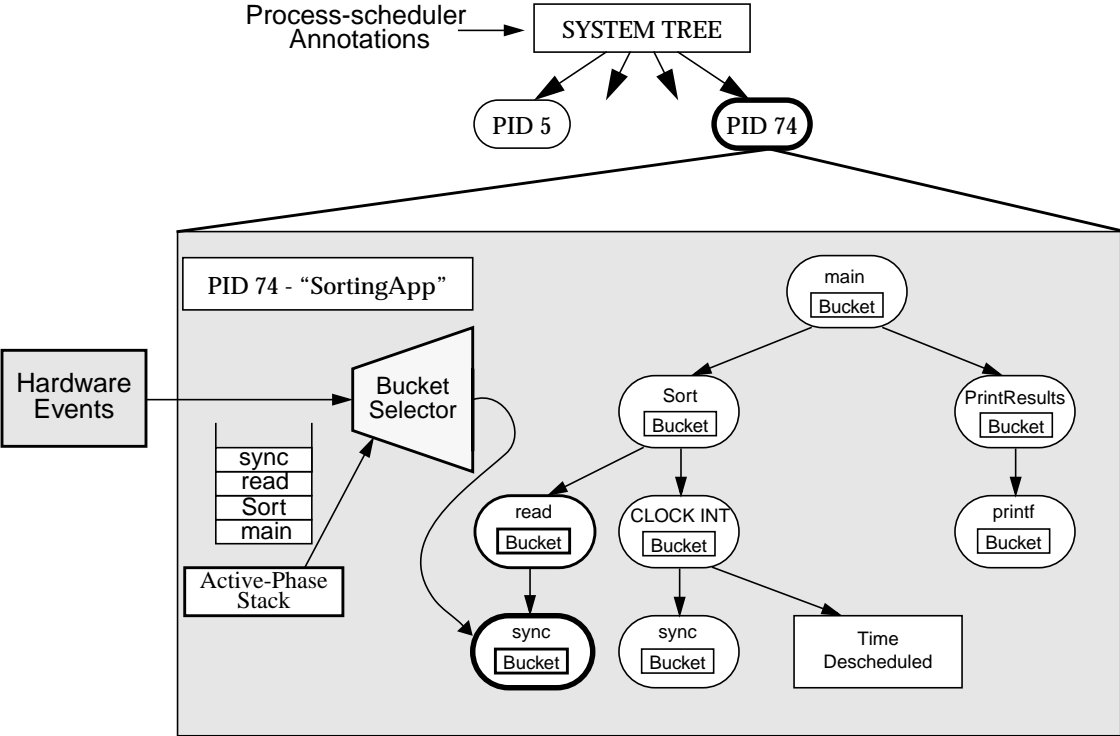 Process-scheduler
Annotations
SYSTEM TREE
PID 5
PID 74
PID 74 - “SortingApp”
main
Bucket
Hardware
Events
Bucket
Selector
Sort
Bucket
PrintResults
Bucket
sync
read
Sort
main
read
Bucket
CLOCK INT
Bucket
printf
Bucket
Active-Phase
Stack
sync
Bucket
sync
Bucket
Time
Descheduled